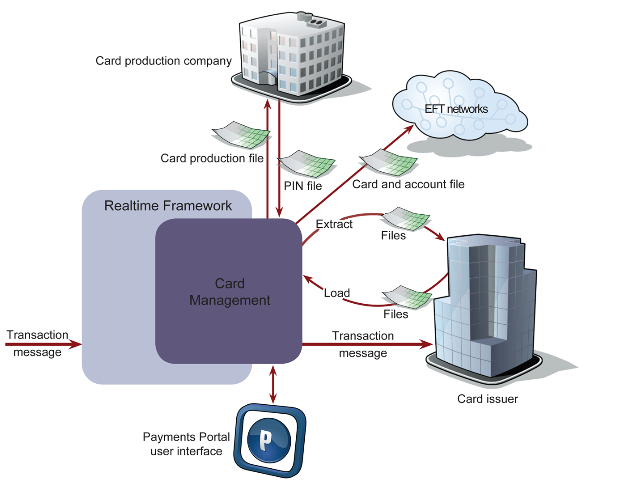 Card production company
EFT networks
Card production file
PIN file
Card and account file
Realtime Framework
Extract
Files
Card
Management
Load
Files
Transaction
message
Transaction
message
Card issuer
Payments Portal
user interface
P